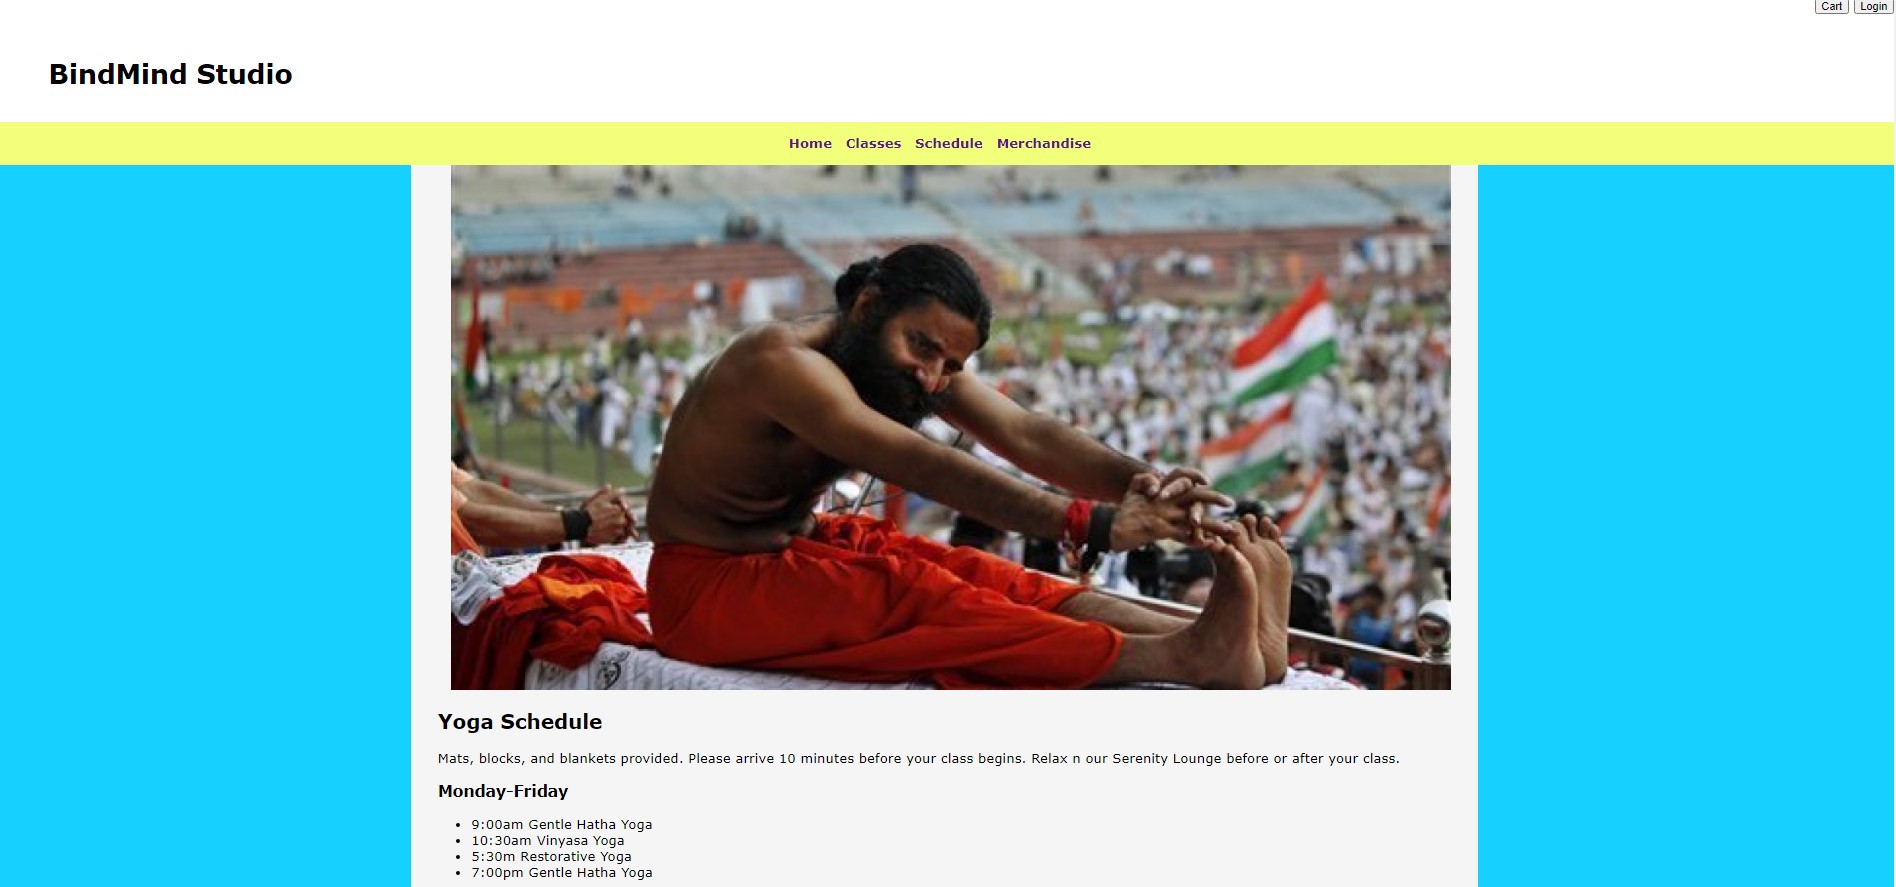 Cart Login
BindMind Studio
Home Classes Schedule Merchandise
Yoga Schedule
Mats, blocks, and blankets provided. Please arrive 10 minutes before your class begins. Relax n our Serenity Lounge before or after your class.
Monday-Friday
• 9:00am Gentle Hatha Yoga
• 10:30am Vinyasa Yoga
• 5:30m Restorative Yoga
• 7:00pm Gentle Hatha Yoga